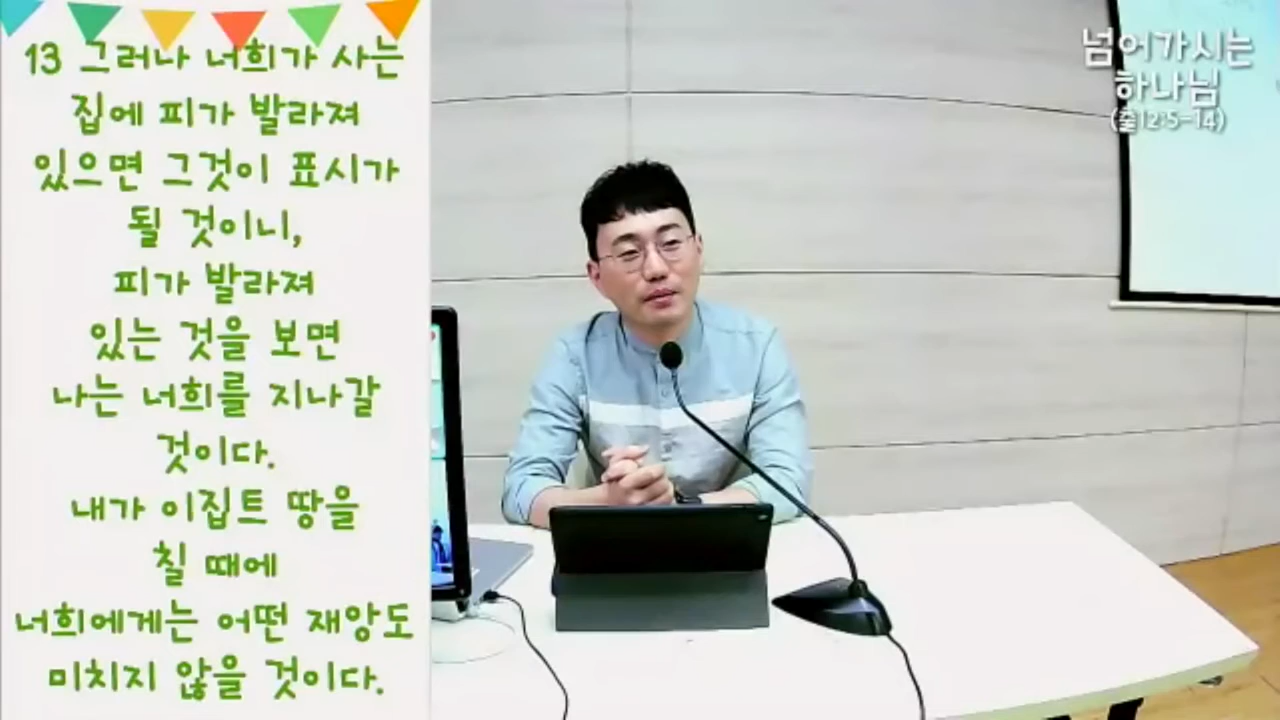 13 그러나 너희가 사는
집에 피가 발라져
있으면 그것이 표시가
될 것이니,
피가 발라져
있는 것을 보면
나는 너희를 지나갈
것이다.
내가 이집트 땅을
칠 때에
너희에게는 어떤 재앙도
미치지 않을 것이다.
넘어가시는
하나님
(출12:5-14)